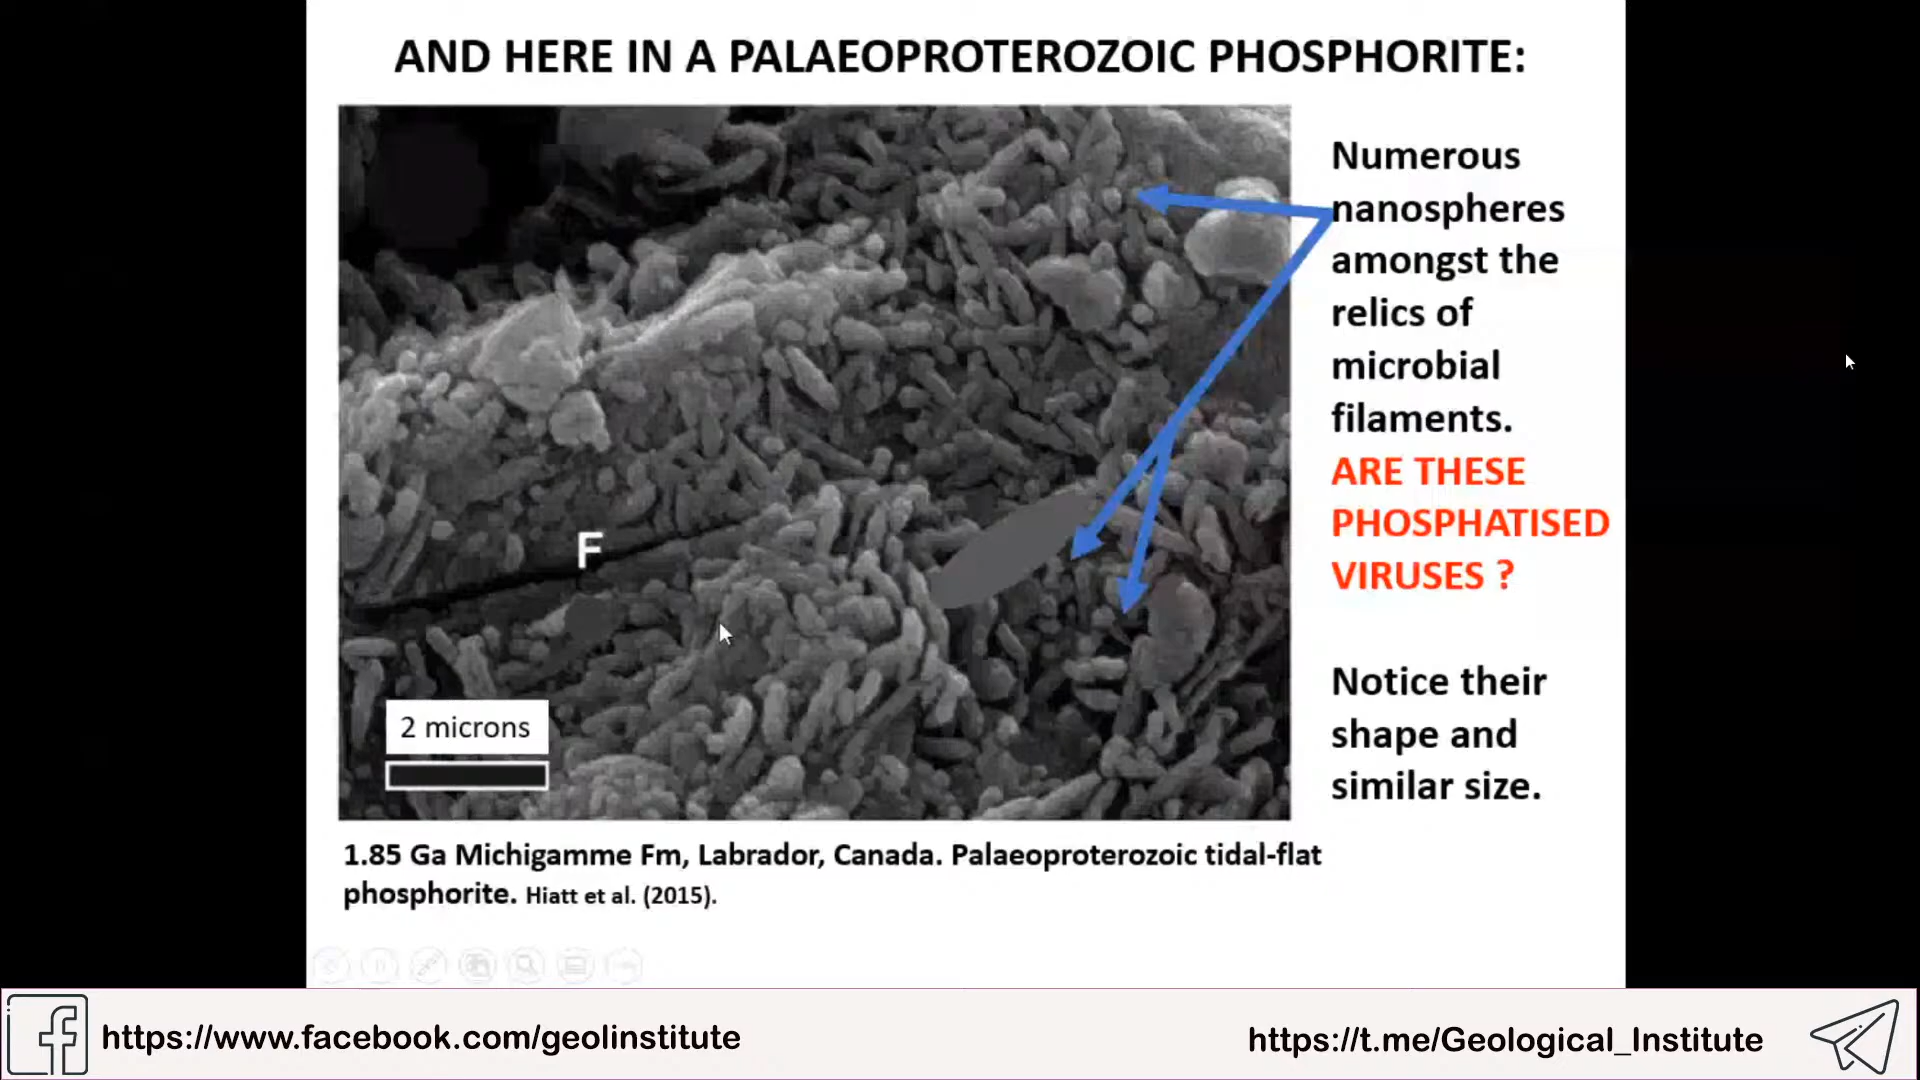 AND HERE IN A PALAEOPROTEROZOIC PHOSPHORITE:
Numerous
nanospheres
amongst the
relics of
microbial
filaments.
ARE THESE
PHOSPHATISED
VIRUSES ?
Notice their
shape and
similar size.
F
2 microns
1.85 Ga Michigamme Fm, Labrador, Canada. Palaeoproterozoic tidal-flat
phosphorite. Hiatt et al. (2015).
https://www.facebook.com/geolinstitute
https://t.me/Geological_Institute